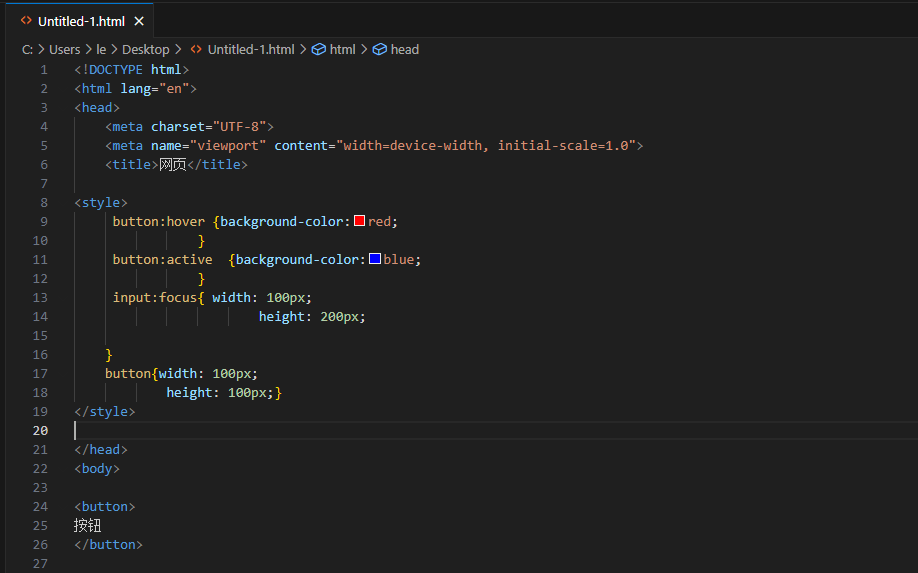 Untitled-1.html
C: > Users > le > Desktop > Untitled-1.html > html > head
1 <!DOCTYPE html>
2 <html lang="en">
3 <head>
4 <meta charset="UTF-8">
5 <meta name="viewport" content="width=device-width, initial-scale=1.0">
6 <title>网页</title>
7
8 <style>
9 button:hover {background-color:red;
10 }
11 button:active  {background-color:blue;
12 }
13 input:focus{ width: 100px;
14 height: 200px;
15
16 }
17 button{width: 100px;
18 height: 100px;}
19 </style>
20
21 </head>
22 <body>
23
24 <button>
25 按钮
26 </button>
27